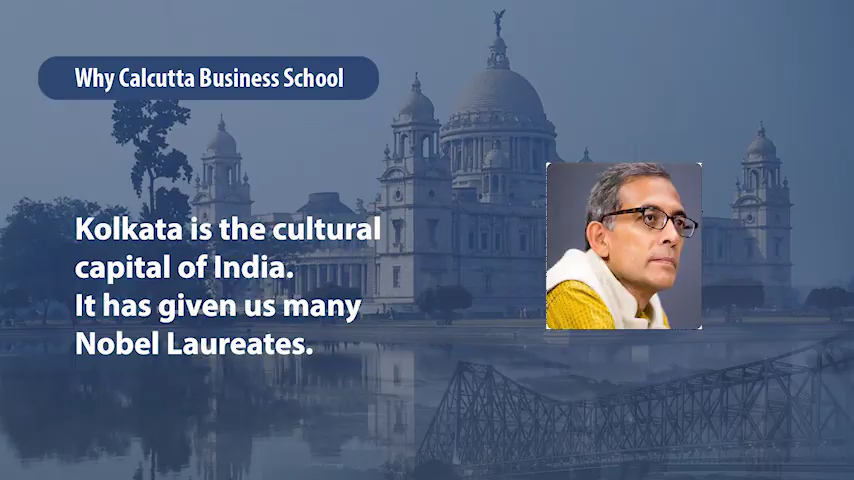 Why Calcutta Business School
Kolkata is the cultural
capital of India.
It has given us many
Nobel Laureates.